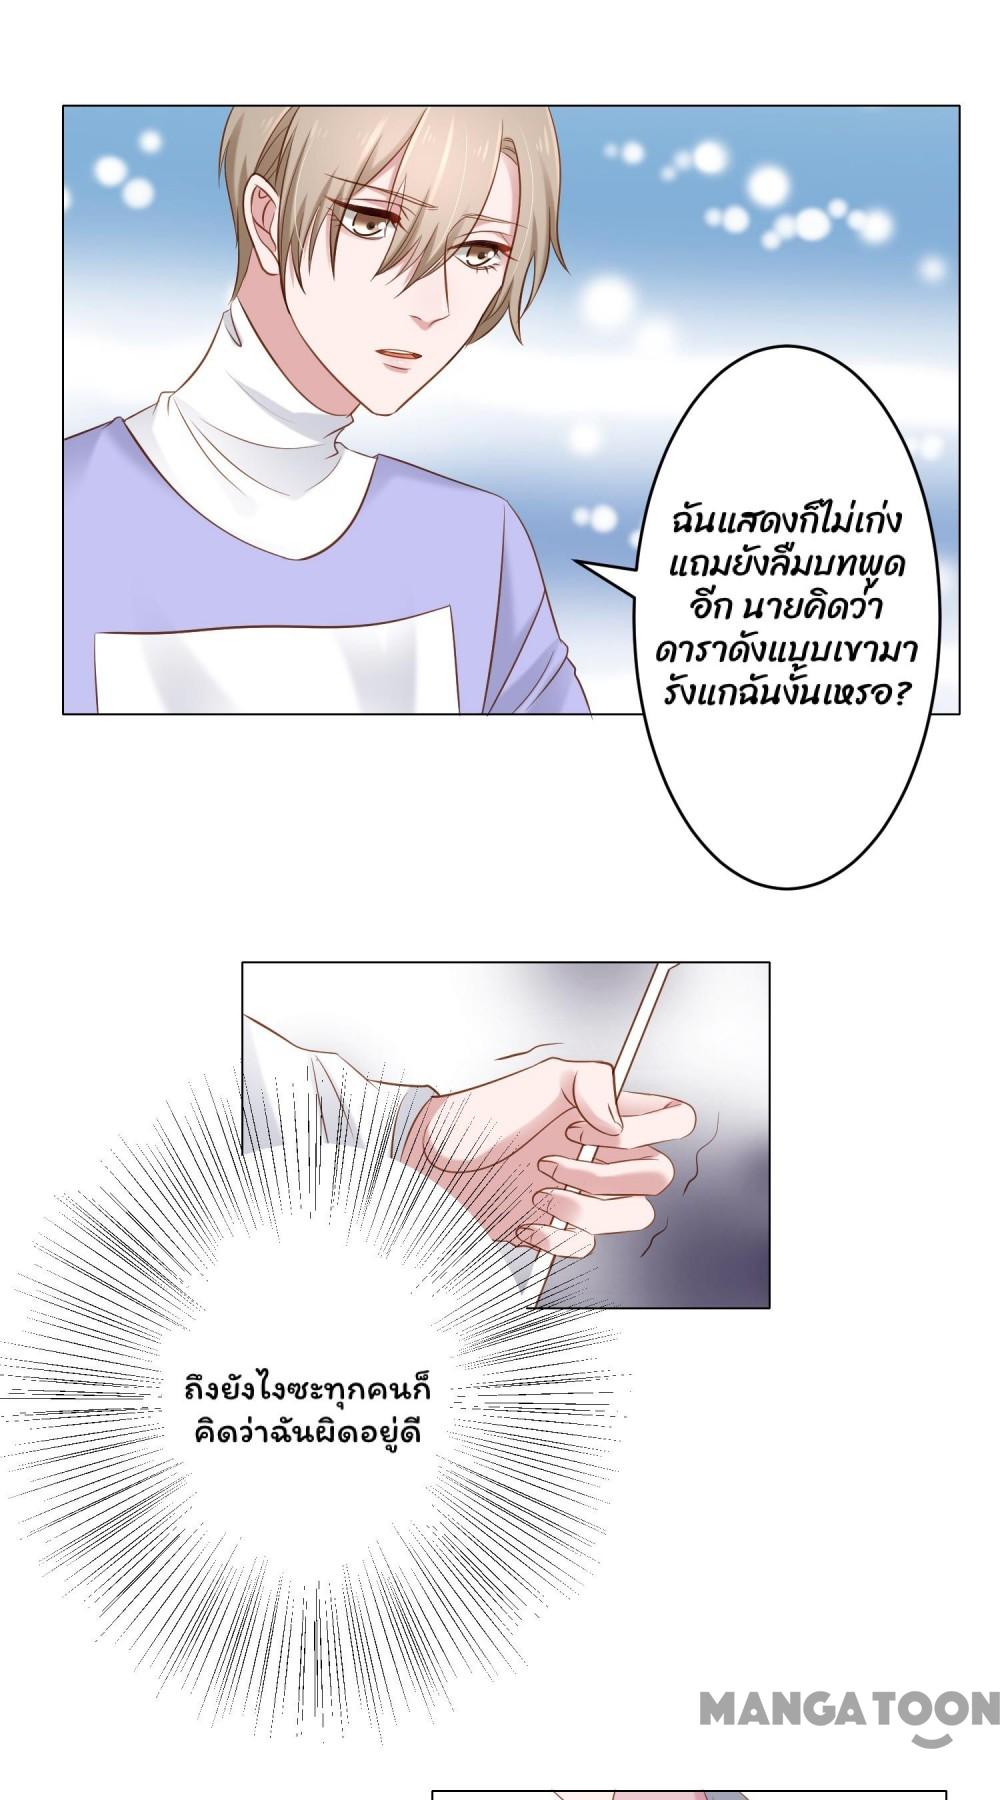 ฉันแสดงก็ไม่เก่ง
แถมยังลืมบทพูด
อีก นายคิดว่า
ดาราดังแบบเขามา
รังแกฉันงั้นเหรอ?
ถึงยังไงซะทุกคนก็
คิดว่าฉันผิดอยู่ดี
MANGATOON